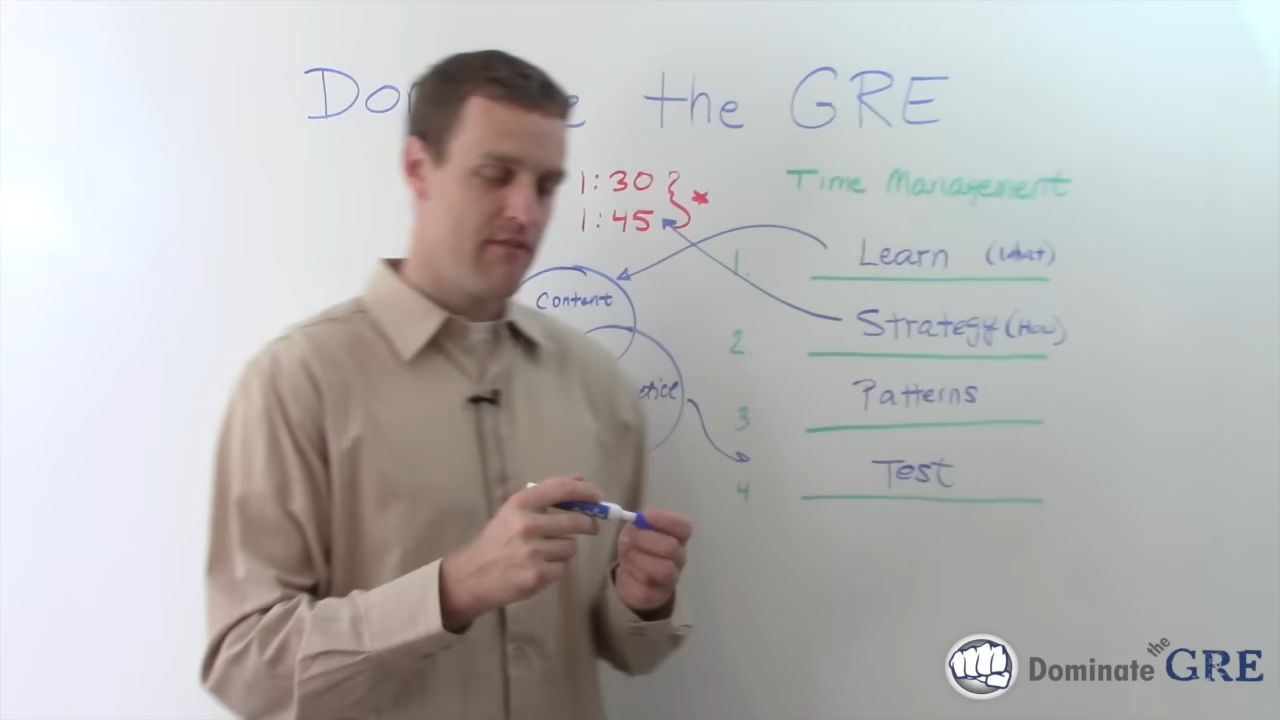 Do e the GRE
1:30
1:45
Time Management
Content
1. Learn (What)
2. Strategy (How)
3 Patterns
4 Test
Dominate the GRE